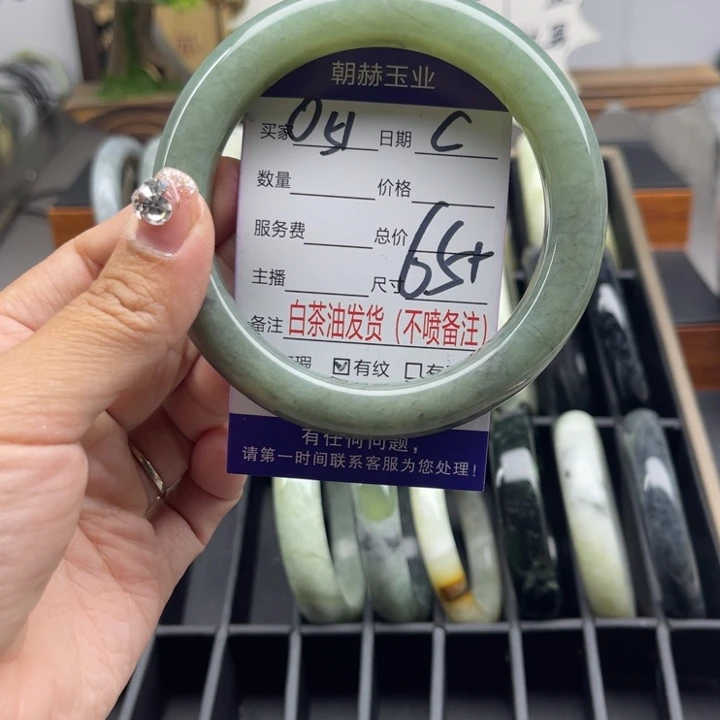 朝赫玉业
买家 日期 C
数量 价格
服务费 总价
主播 尺寸 65+
备注 白茶油发货(不喷备注)
瑕 ☑有纹 □有
有任何问题,
请第一时间联系客服为您处理!